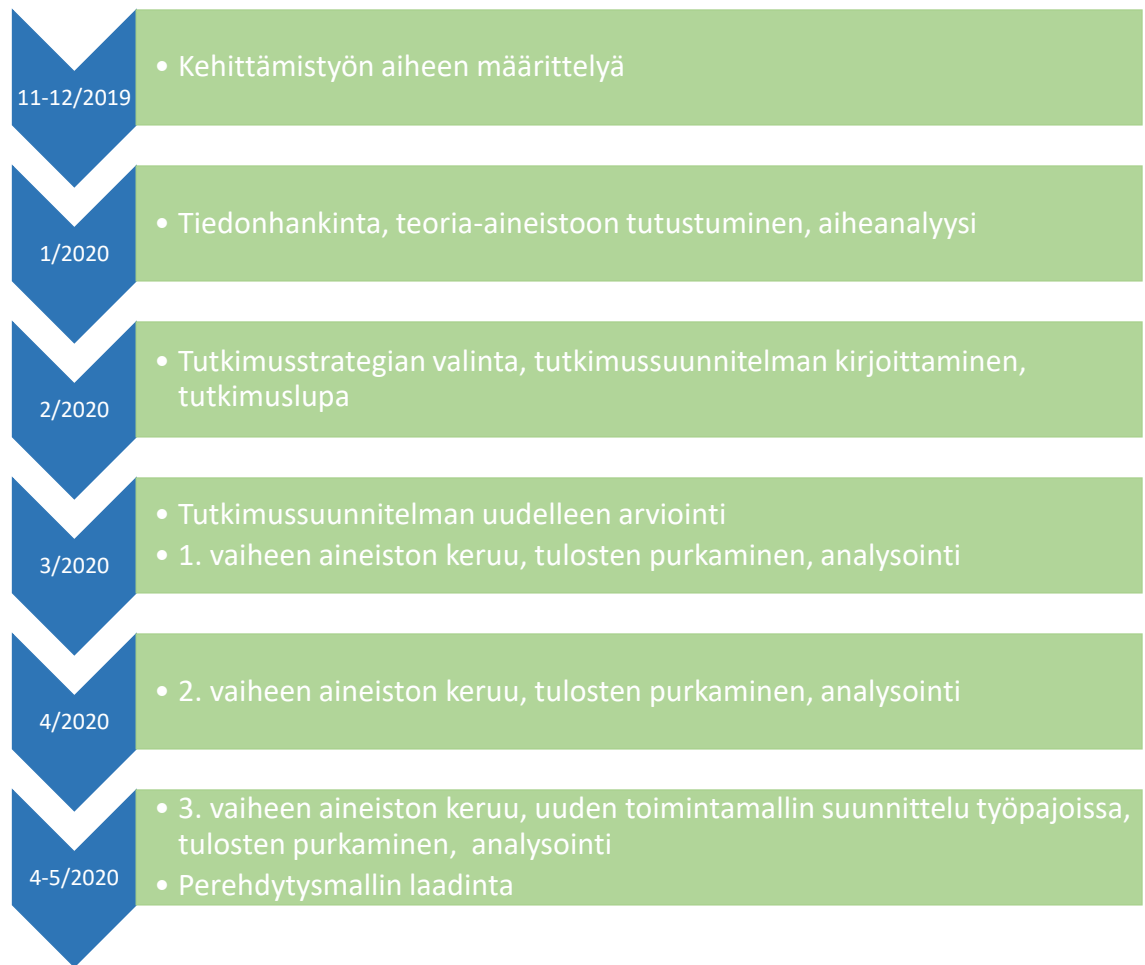 11-12/2019
• Kehittämistyön aiheen määrittelyä
1/2020
• Tiedonhankinta, teoria-aineistoon tutustuminen, aiheanalyysi
2/2020
• Tutkimusstrategian valinta, tutkimussuunnitelman kirjoittaminen,
tutkimuslupa
3/2020
• Tutkimussuunnitelman uudelleen arviointi
• 1. vaiheen aineiston keruu, tulosten purkaminen, analysointi
4/2020
• 2. vaiheen aineiston keruu, tulosten purkaminen, analysointi
4-5/2020
• 3. vaiheen aineiston keruu, uuden toimintamallin suunnittelu työpajoissa,
tulosten purkaminen, analysointi
• Perehdytysmallin laadinta